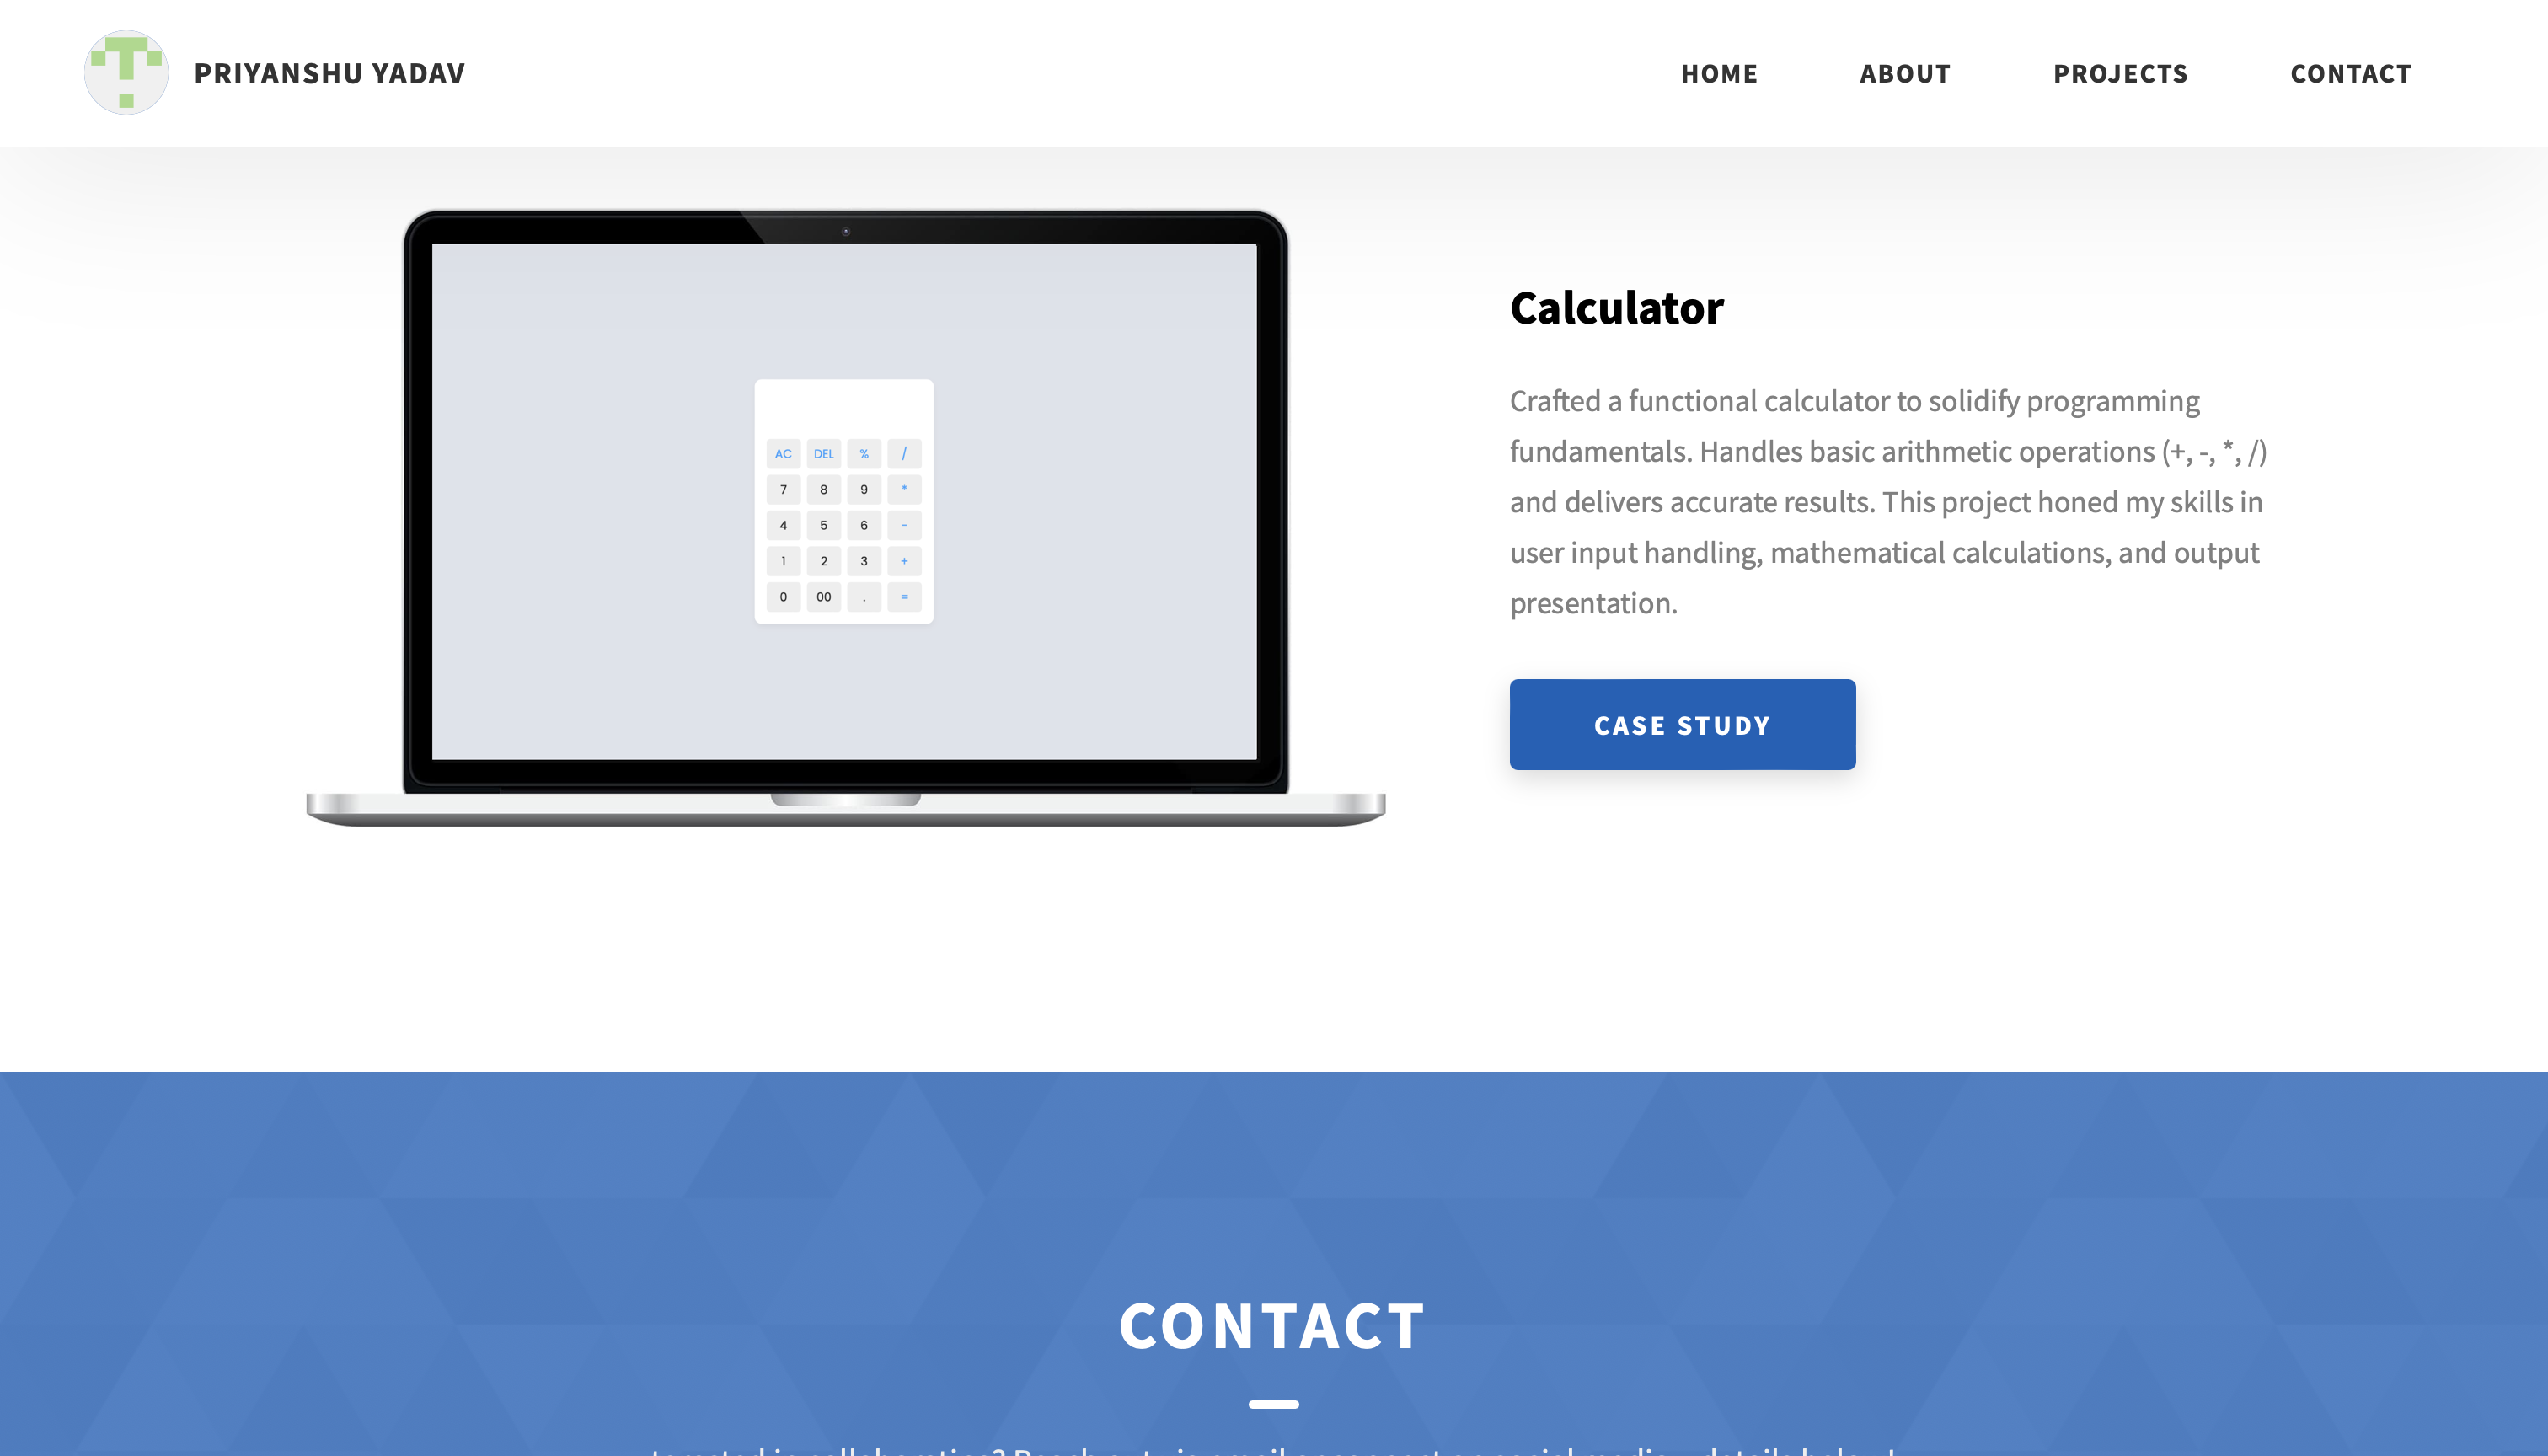 PRIYANSHU YADAV
HOME ABOUT PROJECTS CONTACT
AC DEL % /
7 8 9 *
4 5 6 -
1 2 3 +
0 00 . =
Calculator
Crafted a functional calculator to solidify programming
fundamentals. Handles basic arithmetic operations (+, -, *, /)
and delivers accurate results. This project honed my skills in
user input handling, mathematical calculations, and output
presentation.
CASE STUDY
CONTACT